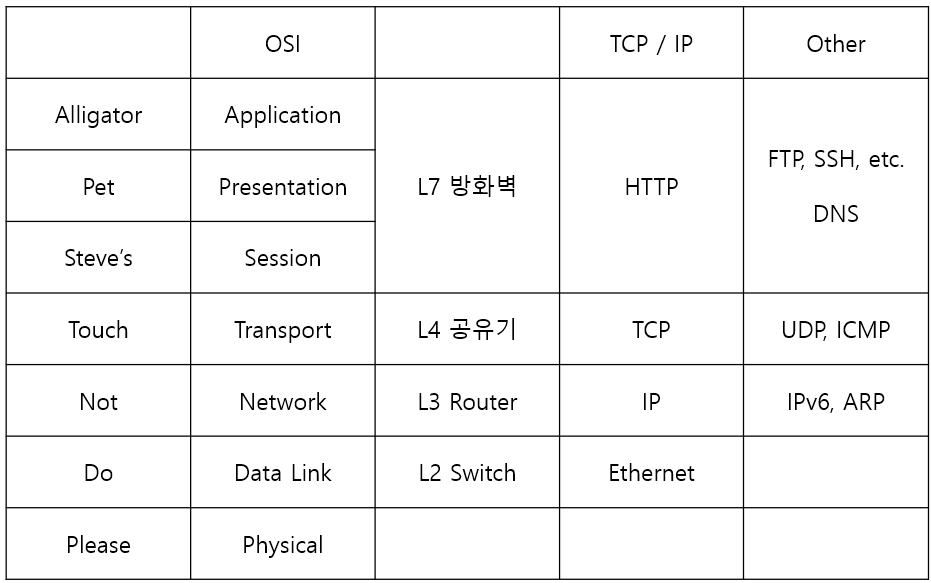 OSI TCP / IP Other
Alligator Application
Pet Presentation L7 방화벽 HTTP FTP, SSH, etc.
DNS
Steve’s Session
Touch Transport L4 공유기 TCP UDP, ICMP
Not Network L3 Router IP IPv6, ARP
Do Data Link L2 Switch Ethernet
Please Physical